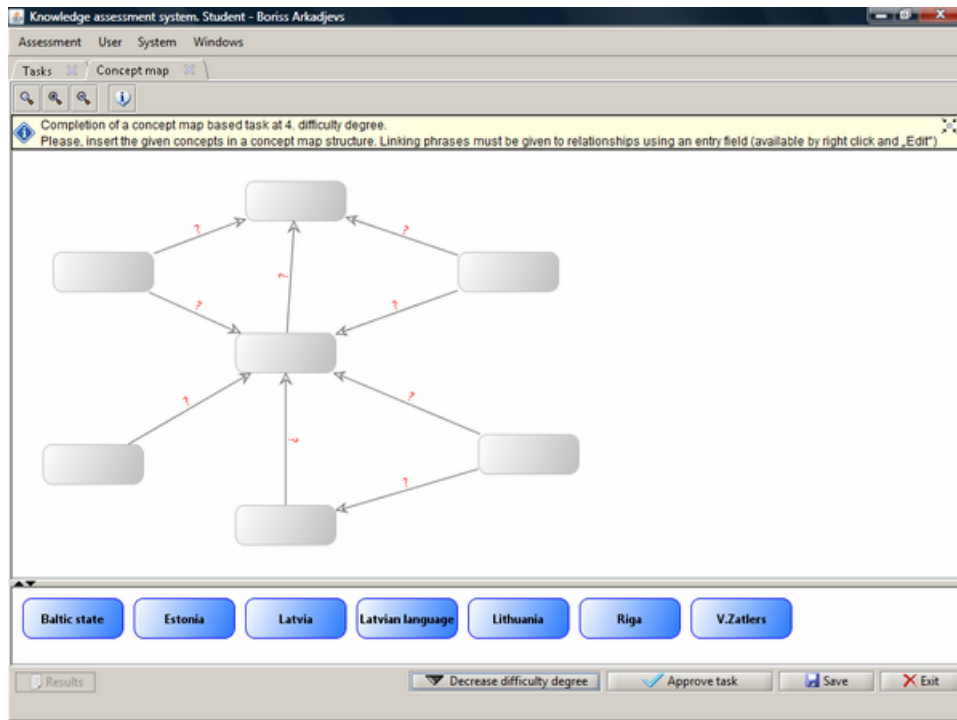 Knowledge assessment system. Student - Boriss Arkadjevs
Assessment User System Windows
Tasks Concept map
Completion of a concept map based task at 4. difficulty degree.
Please, insert the given concepts in a concept map structure. Linking phrases must be given to relationships using an entry field (available by right click and „Edit")
?
?
?
?
?
?
?
?
?
Baltic state Estonia Latvia Latvian language Lithuania Riga V.Zatlers
Results Decrease difficulty degree Approve task Save Exit